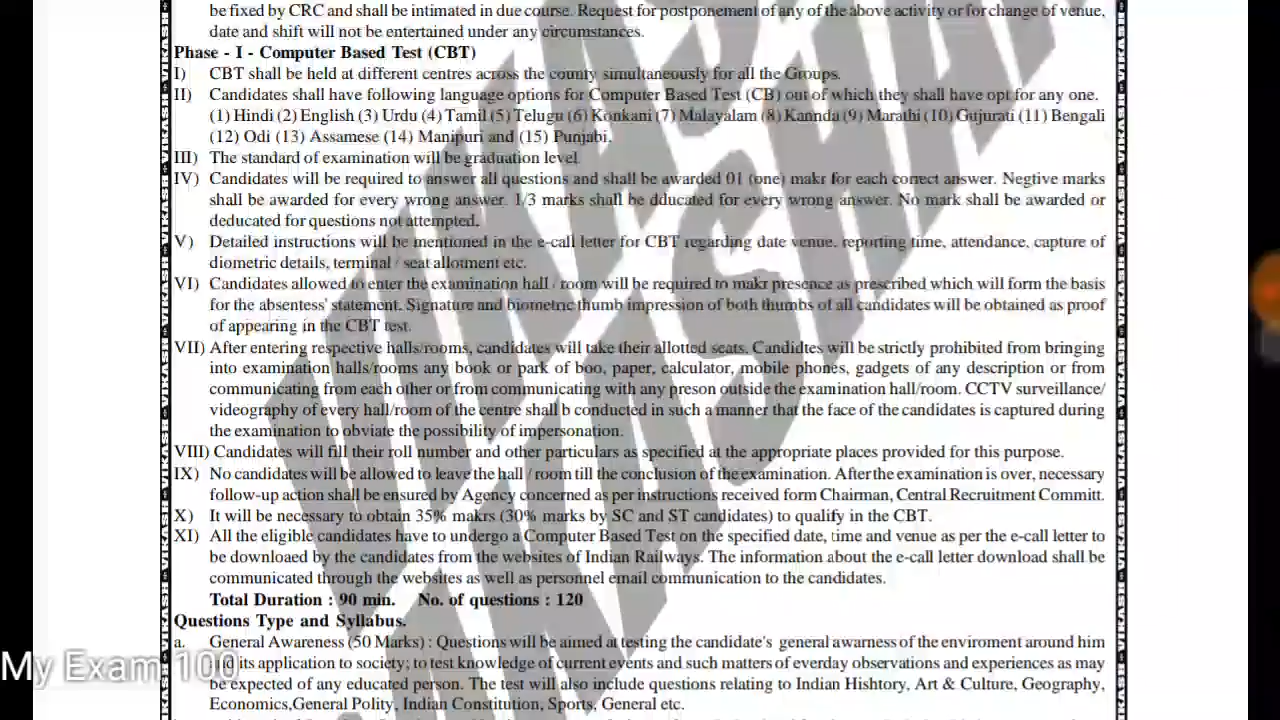 be fixed by CRC and shall be intimated in due course. Request for postponement of any of the above activity or for change of venue,
date and shift will not be entertained under any circumstances.
Phase - I - Computer Based Test (CBT)
I) CBT shall be held at different centres across the county simultaneously for all the Groups.
II) Candidates shall have following language options for Computer Based Test (CB) out of which they shall have opt for any one.
(1) Hindi (2) English (3) Urdu (4) Tamil (5) Telugu (6) Konkani (7) Malayalam (8) Kannda (9) Marathi (10) Gujurati (11) Bengali
(12) Odi (13) Assamese (14) Manipuri and (15) Punjabi.
III) The standard of examination will be graduation level
IV) Candidates will be required to answer all questions and shall be awarded 01 (one) makr for each correct answer. Negtive marks
shall be awarded for every wrong answer. 1/3 marks shall be dducated for every wrong answer. No mark shall be awarded or
deducated for questions not attempted.
V) Detailed instructions will be mentioned in the e-call letter for CBT regarding date venue, reporting time, attendance, capture of
diometric details, terminal / seat allotment etc.
VI) Candidates allowed to enter the examination hall / room will be required to makr presence as prescribed which will form the basis
for the absentess' statement. Signature and biometric thumb impression of both thumbs of all candidates will be obtained as proof
of appearing in the CBT test.
VII) After entering respective halls/rooms, candidates will take their allotted seats. Candidtes will be strictly prohibited from bringing
into examination halls/rooms any book or park of boo, paper, calculator, mobile phones, gadgets of any description or from
communicating from each other or from communicating with any preson outside the examination hall/room. CCTV surveillance/
videography of every hall/room of the centre shall b conducted in such a manner that the face of the candidates is captured during
the examination to obviate the possibility of impersonation.
VIII) Candidates will fill their roll number and other particulars as specified at the appropriate places provided for this purpose.
IX) No candidates will be allowed to leave the hall / room till the conclusion of the examination. After the examination is over, necessary
follow-up action shall be ensured by Agency concerned as per instructions received form Chairman, Central Recruitment Committ.
X) It will be necessary to obtain 35% makrs (30% marks by SC and ST candidates) to qualify in the CBT.
XI) All the eligible candidates have to undergo a Computer Based Test on the specified date, time and venue as per the e-call letter to
be downloaed by the candidates from the websites of Indian Railways. The information about the e-call letter download shall be
communicated through the websites as well as personnel email communication to the candidates.
Total Duration : 90 min. No. of questions : 120
Questions Type and Syllabus.
a. General Awareness (50 Marks) : Questions will be aimed at testing the candidate's general awarness of the enviroment around him
and its application to society; to test knowledge of current events and such matters of everday observations and experiences as may
be expected of any educated person. The test will also include questions relating to Indian Hishtory, Art & Culture, Geography,
Economics,General Polity, Indian Constitution, Sports, General etc.
My Exam 100